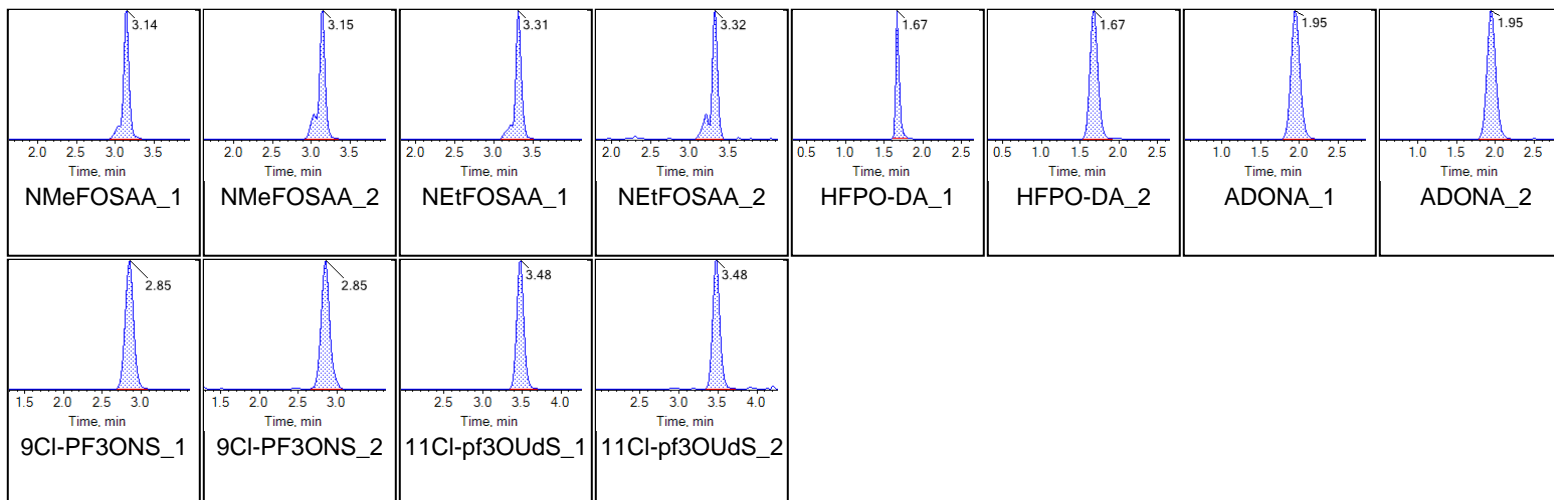 3.14 3.15 3.31 3.32 1.67 1.67 1.95 1.95
2.0 2.5 3.0 3.5 2.0 2.5 3.0 3.5 2.0 2.5 3.0 3.5 2.0 2.5 3.0 3.5 0.5 1.0 1.5 2.0 2.5 0.5 1.0 1.5 2.0 2.5 1.0 1.5 2.0 2.5 1.0 1.5 2.0 2.5
Time, min Time, min Time, min Time, min Time, min Time, min Time, min Time, min
NMeFOSAA_1 NMeFOSAA_2 NEtFOSAA_1 NEtFOSAA_2 HFPO-DA_1 HFPO-DA_2 ADONA_1 ADONA_2
2.85 2.85 3.48 3.48
1.5 2.0 2.5 3.0 1.5 2.0 2.5 3.0 2.5 3.0 3.5 4.0 2.5 3.0 3.5 4.0
Time, min Time, min Time, min Time, min
9Cl-PF3ONS_1 9Cl-PF3ONS_2 11Cl-pf3OUdS_1 11Cl-pf3OUdS_2